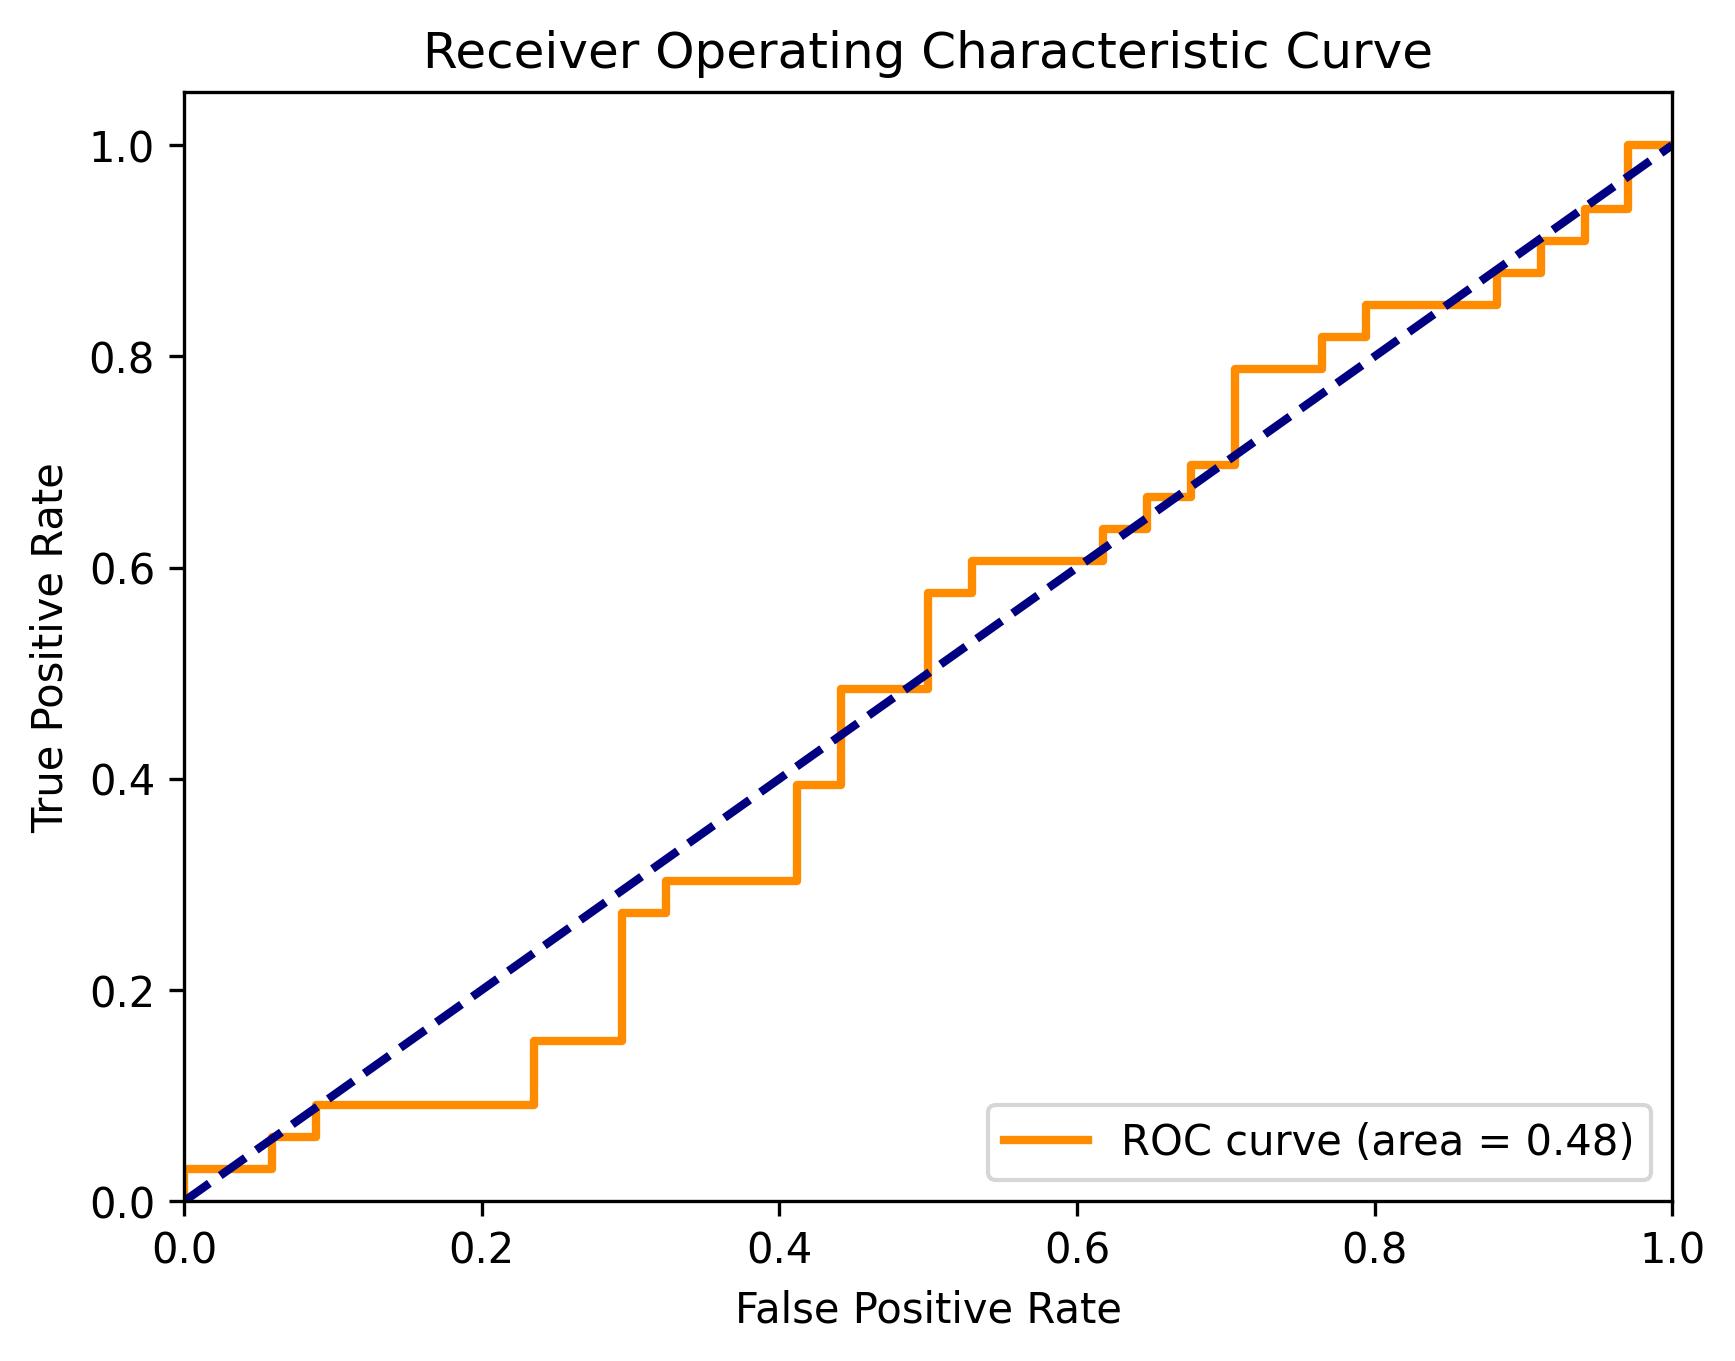 Receiver Operating Characteristic Curve
1.0
0.8
0.6
0.4
0.2
0.0
True Positive Rate
ROC curve (area = 0.48)
0.0 0.2 0.4 0.6 0.8 1.0
False Positive Rate